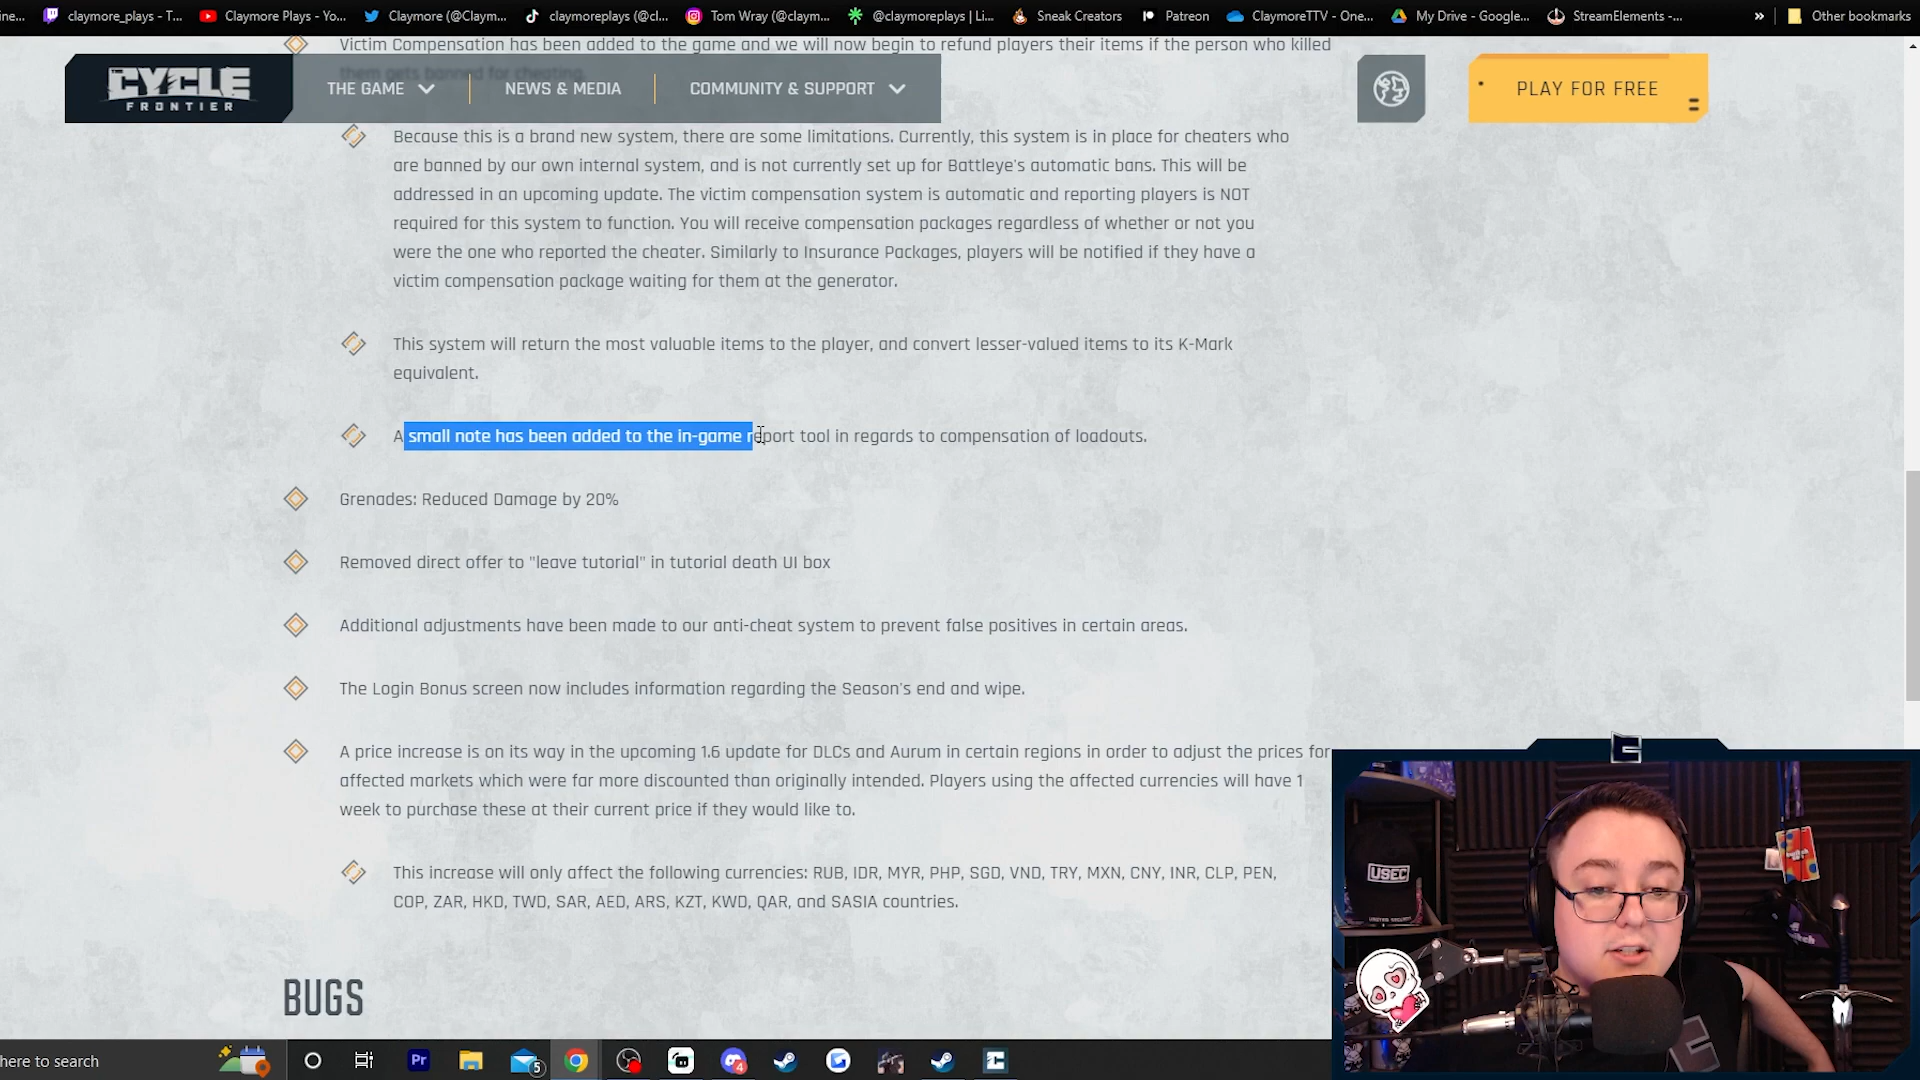 claymore_plays - T...
Claymore Plays - Yo...
Claymore (@Claym...
claymoreplays (@cl...
Tom Wray (@claym...
@claymoreplays | Li...
Sneak Creators
Patreon
ClaymoreTTV - One...
My Drive - Google...
StreamElements -...
»
Other bookmarks
Victim Compensation has been added to the game and we will now begin to refund players their items if the person who killed
them gets banned for cheating.
CYCLE
FRONTIER
THE GAME
NEWS & MEDIA
COMMUNITY & SUPPORT
PLAY FOR FREE
Because this is a brand new system, there are some limitations. Currently, this system is in place for cheaters who
are banned by our own internal system, and is not currently set up for Battleye's automatic bans. This will be
addressed in an upcoming update. The victim compensation system is automatic and reporting players is NOT
required for this system to function. You will receive compensation packages regardless of whether or not you
were the one who reported the cheater. Similarly to Insurance Packages, players will be notified if they have a
victim compensation package waiting for them at the generator.
This system will return the most valuable items to the player, and convert lesser-valued items to its K-Mark
equivalent.
A small note has been added to the in-game report tool in regards to compensation of loadouts.
Grenades: Reduced Damage by 20%
Removed direct offer to "leave tutorial" in tutorial death UI box
Additional adjustments have been made to our anti-cheat system to prevent false positives in certain areas.
The Login Bonus screen now includes information regarding the Season's end and wipe.
A price increase is on its way in the upcoming 1.6 update for DLCs and Aurum in certain regions in order to adjust the prices for
affected markets which were far more discounted than originally intended. Players using the affected currencies will have 1
week to purchase these at their current price if they would like to.
This increase will only affect the following currencies: RUB, IDR, MYR, PHP, SGD, VND, TRY, MXN, CNY, INR, CLP, PEN,
COP, ZAR, HKD, TWD, SAR, AED, ARS, KZT, KWD, QAR, and SASIA countries.
BUGS
USEC
here to search
Pr
5
4